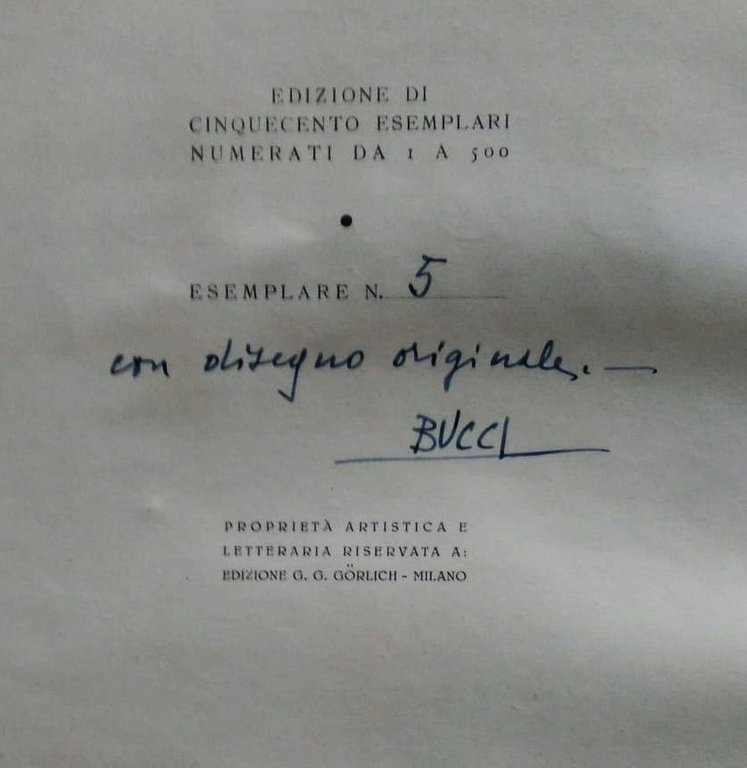 EDIZIONE DI
CINQUECENTO ESEMPLARI
NUMERATI DA 1 A 500
ESEMPLARE N. 5
con disegno originale. —
BUCCI
PROPRIETÀ ARTISTICA E
LETTERARIA RISERVATA A:
EDIZIONE G. G. GÖRLICH - MILANO